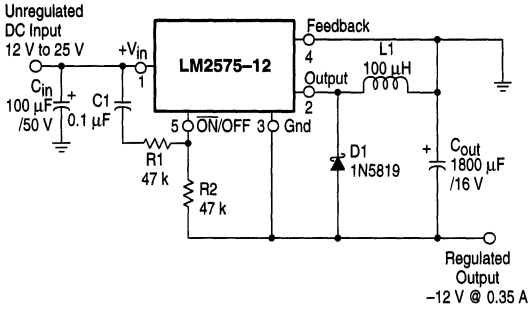 Unregulated
DC Input
12 V to 25 V
+Vin
1
Cin
100 µF
/50 V
+
C1
0.1 µF
LM2575–12
Feedback
4
Output
2
L1
100 µH
5
ON/OFF
3
Gnd
R1
47 k
R2
47 k
D1
1N5819
+
Cout
1800 µF
/16 V
Regulated
Output
–12 V @ 0.35 A